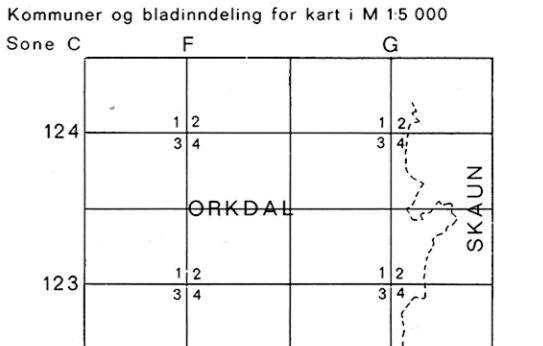 Kommuner og bladinndeling for kart i M 1:5 000
Sone C F G
1 2 1 2
124
3 4 3 4
ORKDAL
SKAUN
1 2 1 2
123
3 4 3 4